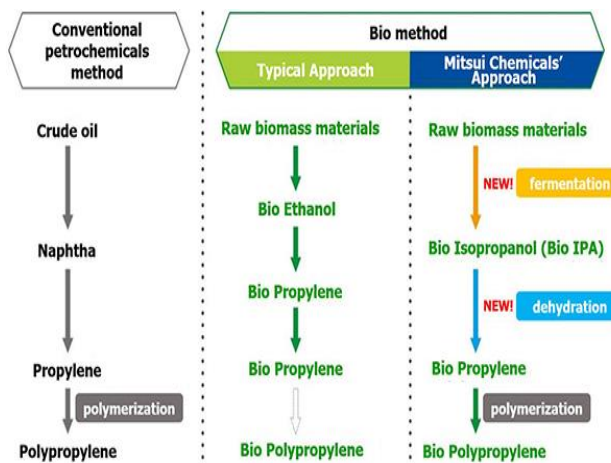 Conventional
petrochemicals
method
Crude oil
Naphtha
Propylene
polymerization
Polypropylene
Bio method
Typical Approach
Raw biomass materials
Bio Ethanol
Bio Propylene
Bio Propylene
Bio Polypropylene
Mitsui Chemicals'
Approach
Raw biomass materials
NEW! fermentation
Bio Isopropanol (Bio IPA)
NEW! dehydration
Bio Propylene
polymerization
Bio Polypropylene